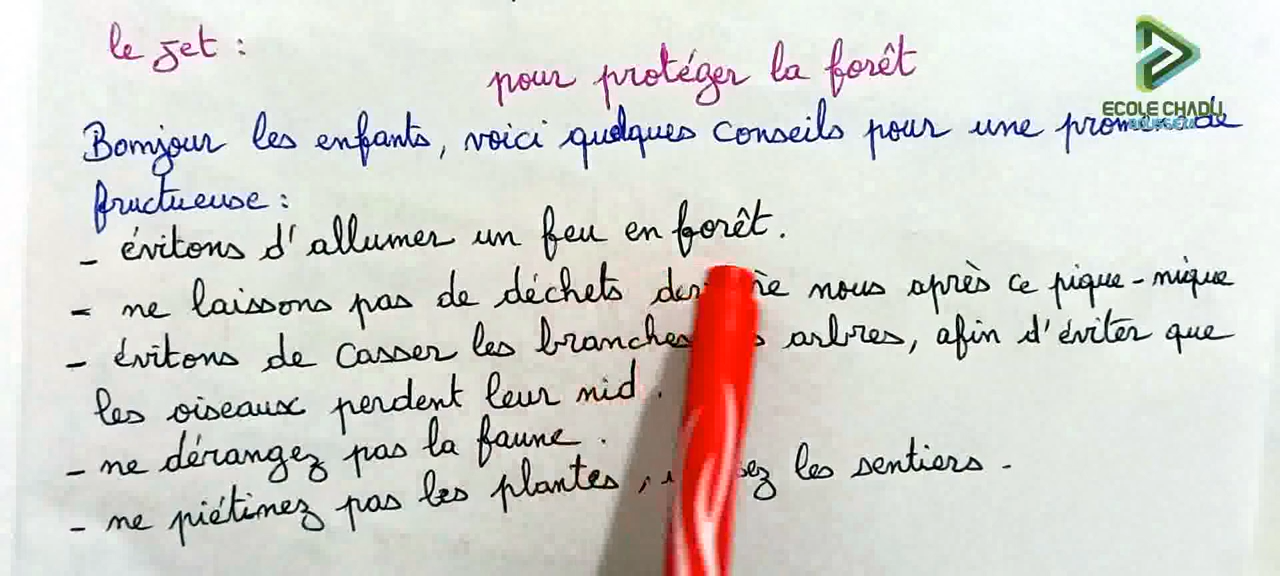 le jet :
pour protéger la forêt
ECOLE CHADLI
Bonjour les enfants, voici quelques conseils pour une
fructueuse :
- évitons d'allumer un feu en forêt.
- ne laissons pas de déchets nous après ce pique-nique
- évitons de casser les branches arbres, afin d'éviter que
les oiseaux perdent leur nid.
- ne dérangez pas la faune.
- ne piétinez pas les plantes, les sentiers -